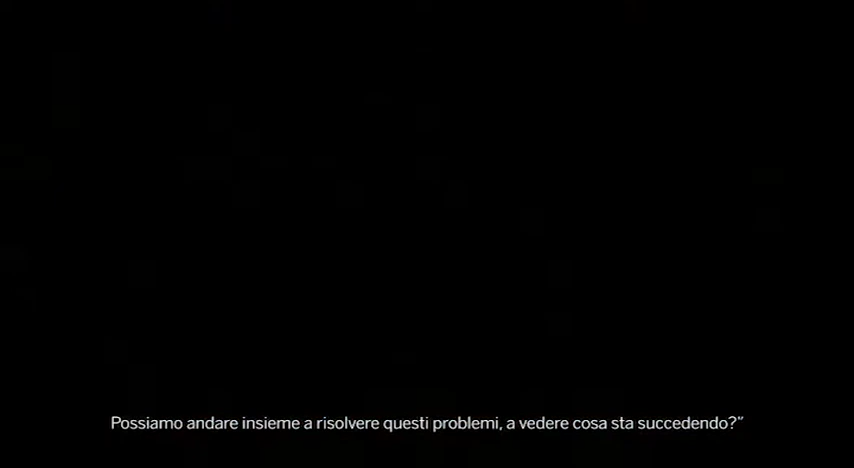 Possiamo andare insieme a risolvere questi problemi, a vedere cosa sta succedendo?”